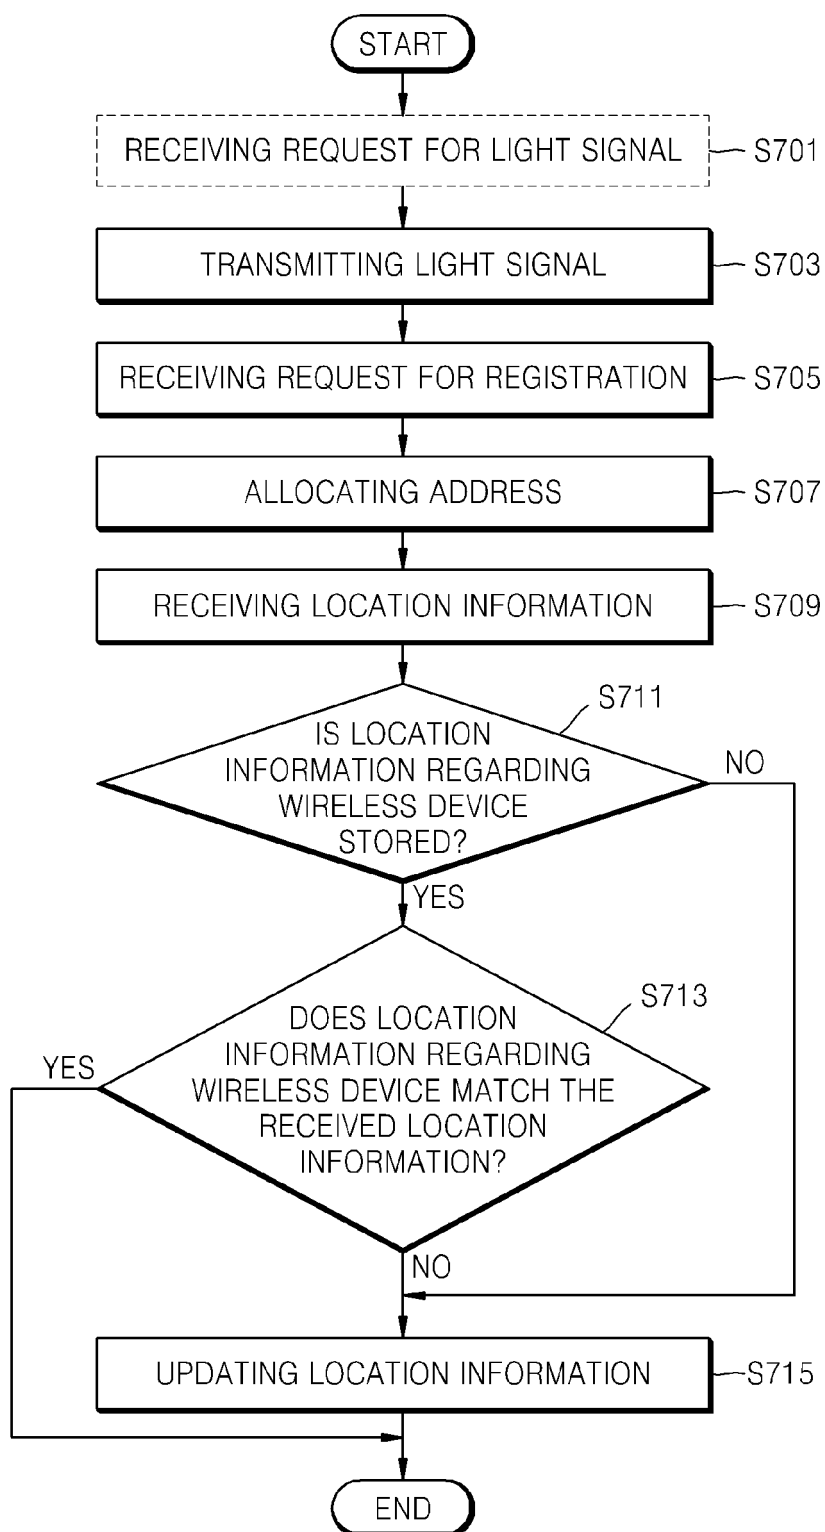 START
RECEIVING REQUEST FOR LIGHT SIGNAL
S701
TRANSMITTING LIGHT SIGNAL
S703
RECEIVING REQUEST FOR REGISTRATION
S705
ALLOCATING ADDRESS
S707
RECEIVING LOCATION INFORMATION
S709
S711
IS LOCATION
INFORMATION REGARDING
WIRELESS DEVICE
STORED?
NO
YES
S713
DOES LOCATION
INFORMATION REGARDING
WIRELESS DEVICE MATCH THE
RECEIVED LOCATION
INFORMATION?
YES
NO
UPDATING LOCATION INFORMATION
S715
END